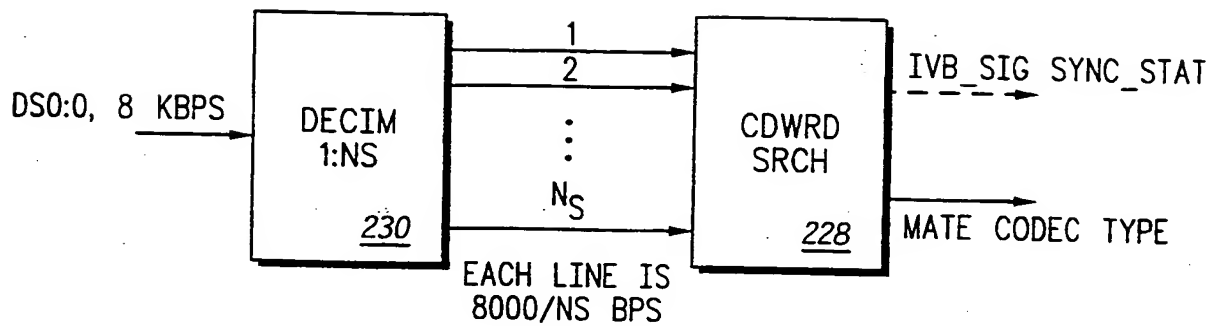 DS0:0, 8 KBPS
DECIM
1:NS
230
1
2
⋮
NS
EACH LINE IS
8000/NS BPS
CDWRD
SRCH
228
IVB_SIG SYNC_STAT
MATE CODEC TYPE